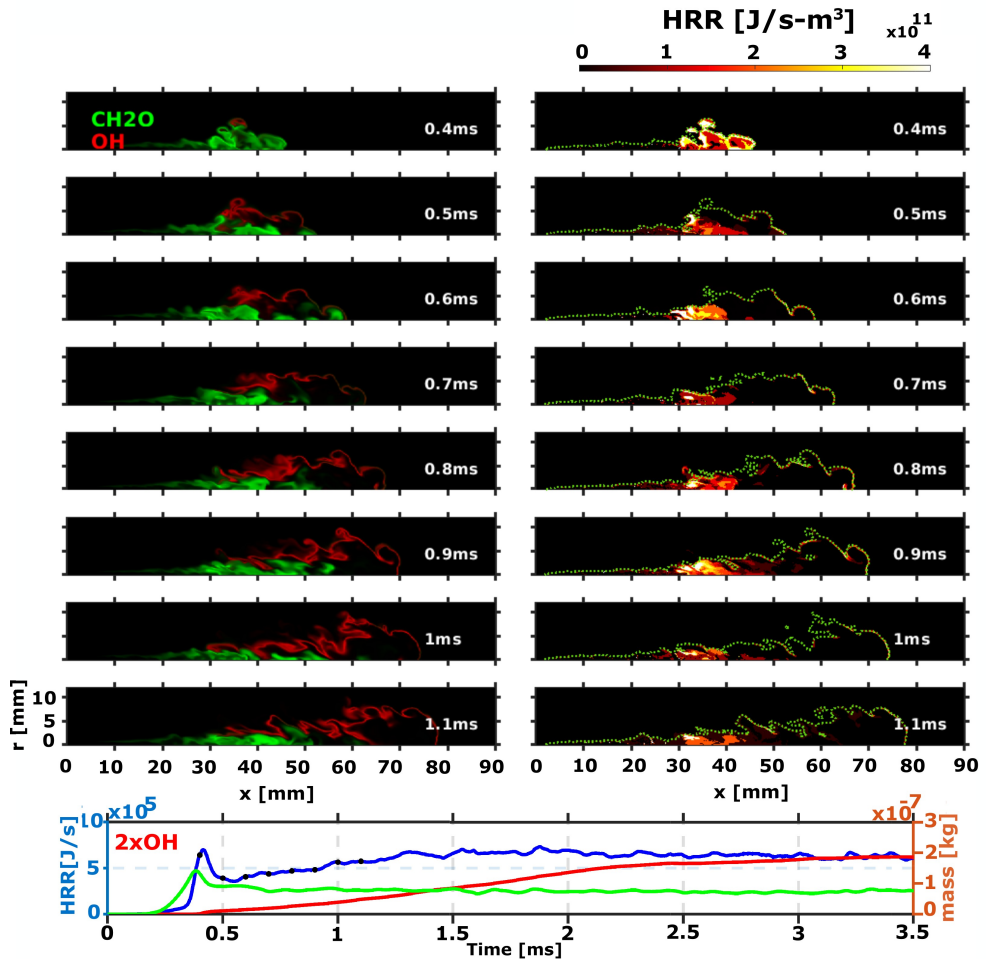 HRR [J/s-m³] x10¹¹
0 1 2 3 4
CH2O
OH
0.4ms 0.4ms
0.5ms 0.5ms
0.6ms 0.6ms
0.7ms 0.7ms
0.8ms 0.8ms
0.9ms 0.9ms
1ms 1ms
r [mm]
10
5
0
1.1ms 1.1ms
0 10 20 30 40 50 60 70 80 90 0 10 20 30 40 50 60 70 80 90
x [mm] x [mm]
HRR[J/s]
10 x10⁵
5
0
2xOH
x10⁻⁷
mass [kg]
3
2
1
0
0 0.5 1 1.5 2 2.5 3 3.5
Time [ms]